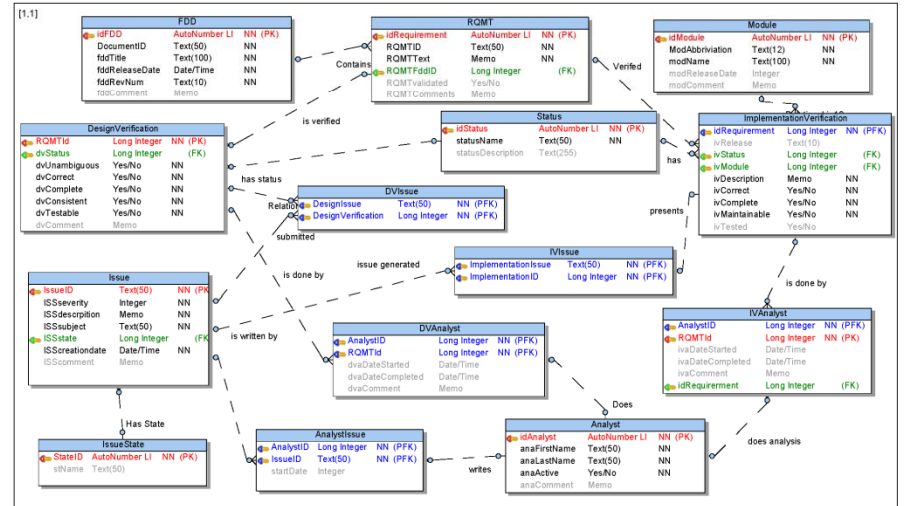 [1,1]
FDD
idFDD AutoNumber LI NN (PK)
DocumentID Text(50) NN
fddTitle Text(100) NN
fddReleaseDate Date/Time NN
fddRevNum Text(10) NN
fddComment Memo
RQMT
idRequirerment AutoNumber LI NN (PK)
RQMTID Text(50) NN
RQMTText Memo NN
RQMTFddID Long Integer (FK)
RQMTvalidated Yes/No
RQMTComments Memo
Module
idModule AutoNumber LI NN (PK)
ModAbbriviation Text(12) NN
modName Text(100) NN
modReleaseDate Integer
modComment Memo
Contains
Verifed
is verified
DesignVerification
RQMTId Long Integer NN (PK)
dvStatus Long Integer (FK)
dvUnambiguous Yes/No NN
dvCorrect Yes/No NN
dvComplete Yes/No NN
dvConsistent Yes/No NN
dvTestable Yes/No NN
dvComment Memo
Status
idStatus AutoNumber LI NN (PK)
statusName Text(50) NN
statusDescription Text(255)
has
ImplementationVerification
idRequirerment Long Integer NN (PFK)
ivRelease Text(10)
ivStatus Long Integer (FK)
ivModule Long Integer (FK)
ivDescription Memo NN
ivCorrect Yes/No NN
ivComplete Yes/No NN
ivMaintainable Yes/No NN
ivTested Yes/No
has status
DVIssue
DesignIssue Text(50) NN (PFK)
DesignVerification Long Integer NN (PFK)
Relation
submitted
presents
IVIssue
ImplementationIssue Text(50) NN (PFK)
ImplementationID Long Integer NN (PFK)
issue generated
is done by
is done by
Issue
IssueID Text(50) NN (PK
ISSseverity Integer NN
ISSdescrpition Memo NN
ISSsubject Text(50) NN
ISSstate Long Integer (FK
ISScreationdate Date/Time NN
ISScomment Memo
is written by
DVAnalyst
AnalystID Long Integer NN (PFK)
RQMTId Long Integer NN (PFK)
dvaDateStarted Date/Time
dvaDateCompleted Date/Time
dvaComment Memo
IVAnalyst
AnalystID Long Integer NN (PFK)
RQMTId Long Integer NN (PK)
ivaDateStarted Date/Time
ivaDateCompleted Date/Time
ivaComment Memo
idRequirerment Long Integer (FK)
Has State
Does
does analysis
IssueState
StateID AutoNumber LI NN (PK)
stName Text(50)
AnalystIssue
AnalystID Long Integer NN (PFK)
IssueID Text(50) NN (PFK)
startDate Integer
writes
Analyst
idAnalyst AutoNumber LI NN (PK)
anaFirstName Text(50) NN
anaLastName Text(50) NN
anaActive Yes/No NN
anaComment Memo